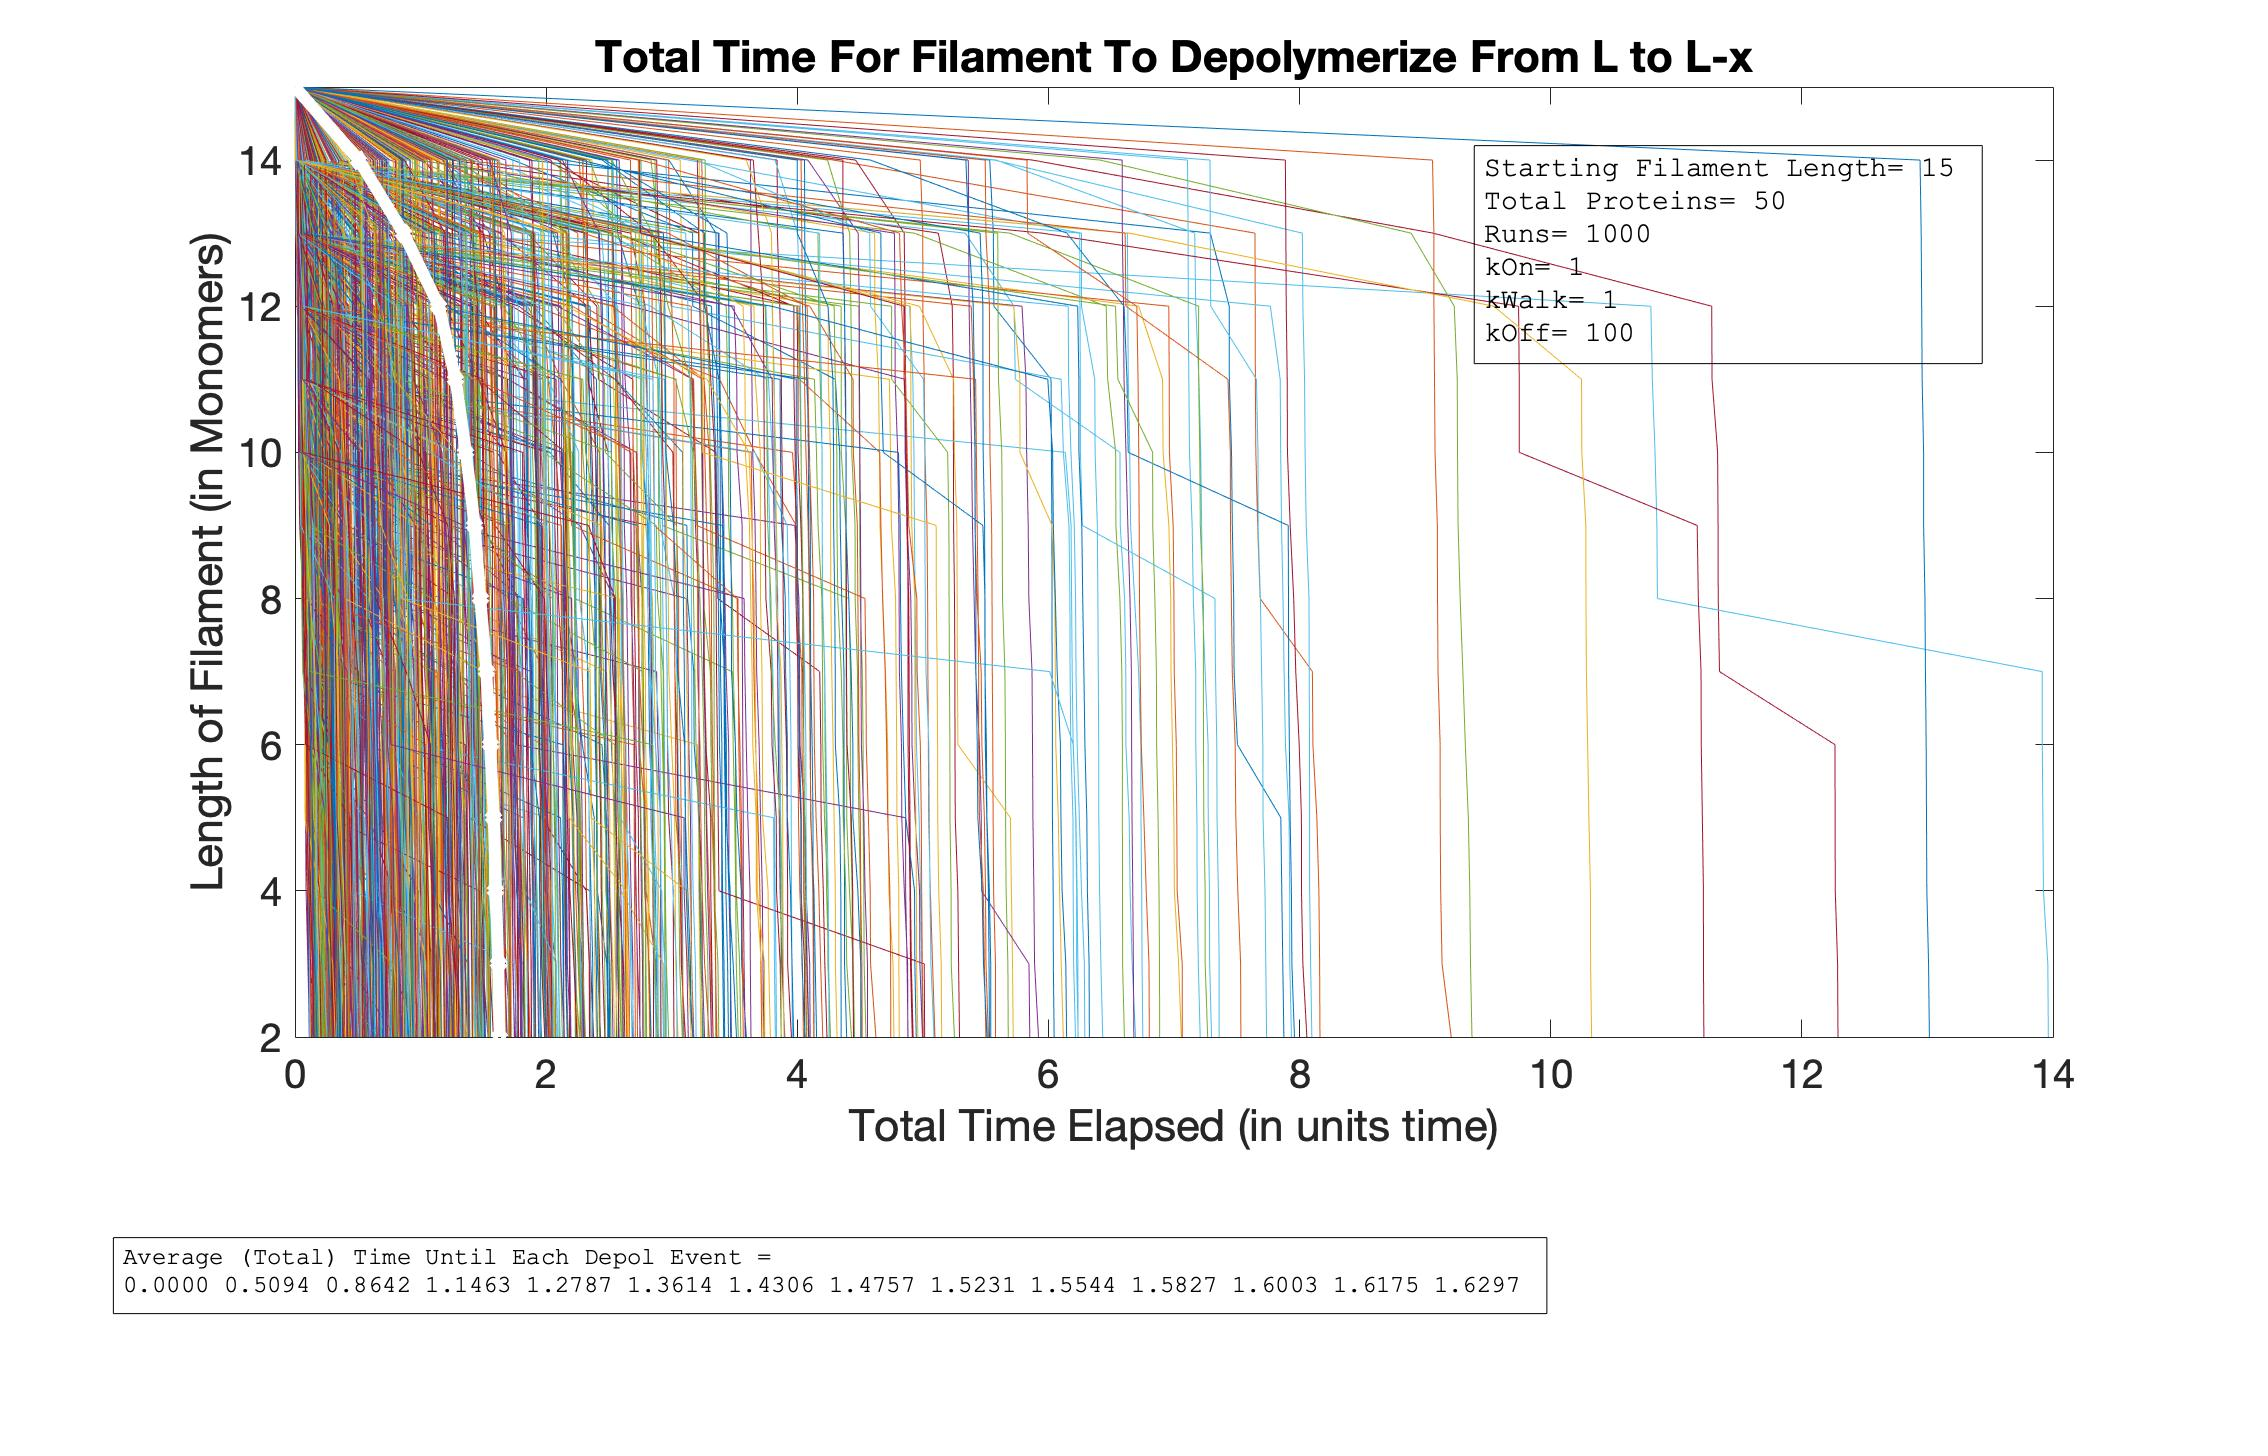 Total Time For Filament To Depolymerize From L to L-x
Length of Filament (in Monomers)
14
12
10
8
6
4
2
Starting Filament Length= 15
Total Proteins= 50
Runs= 1000
kOn= 1
kWalk= 1
kOff= 100
0 2 4 6 8 10 12 14
Total Time Elapsed (in units time)
Average (Total) Time Until Each Depol Event =
0.0000 0.5094 0.8642 1.1463 1.2787 1.3614 1.4306 1.4757 1.5231 1.5544 1.5827 1.6003 1.6175 1.6297